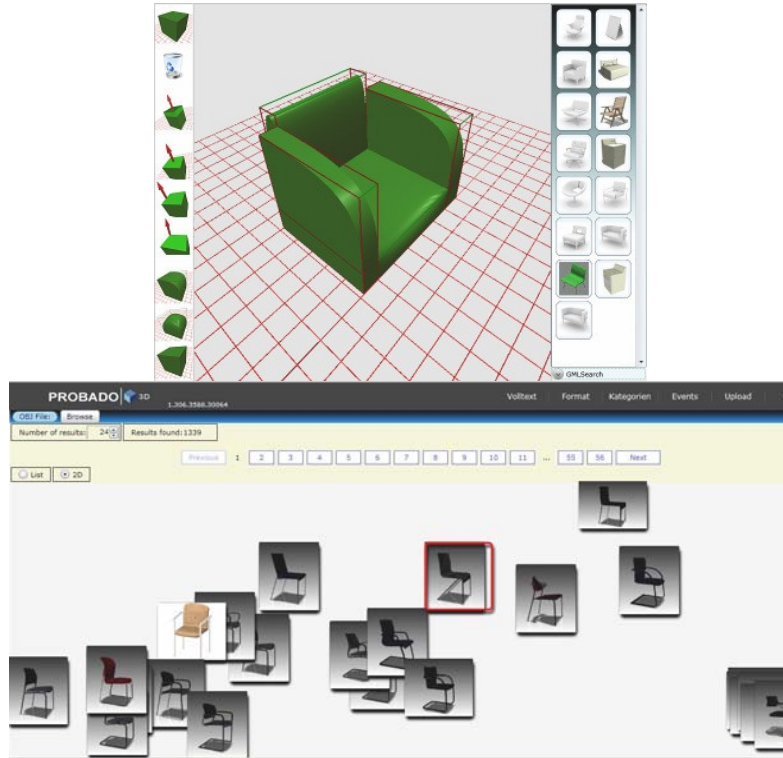 GMLSearch
PROBADO 3D
1.306.3588.30064
Volltext Format Kategorien Events Upload
OBJ File: Browse
Number of results: 24 Results found:1339
Previous 1 2 3 4 5 6 7 8 9 10 11 ... 55 56 Next
List 2D